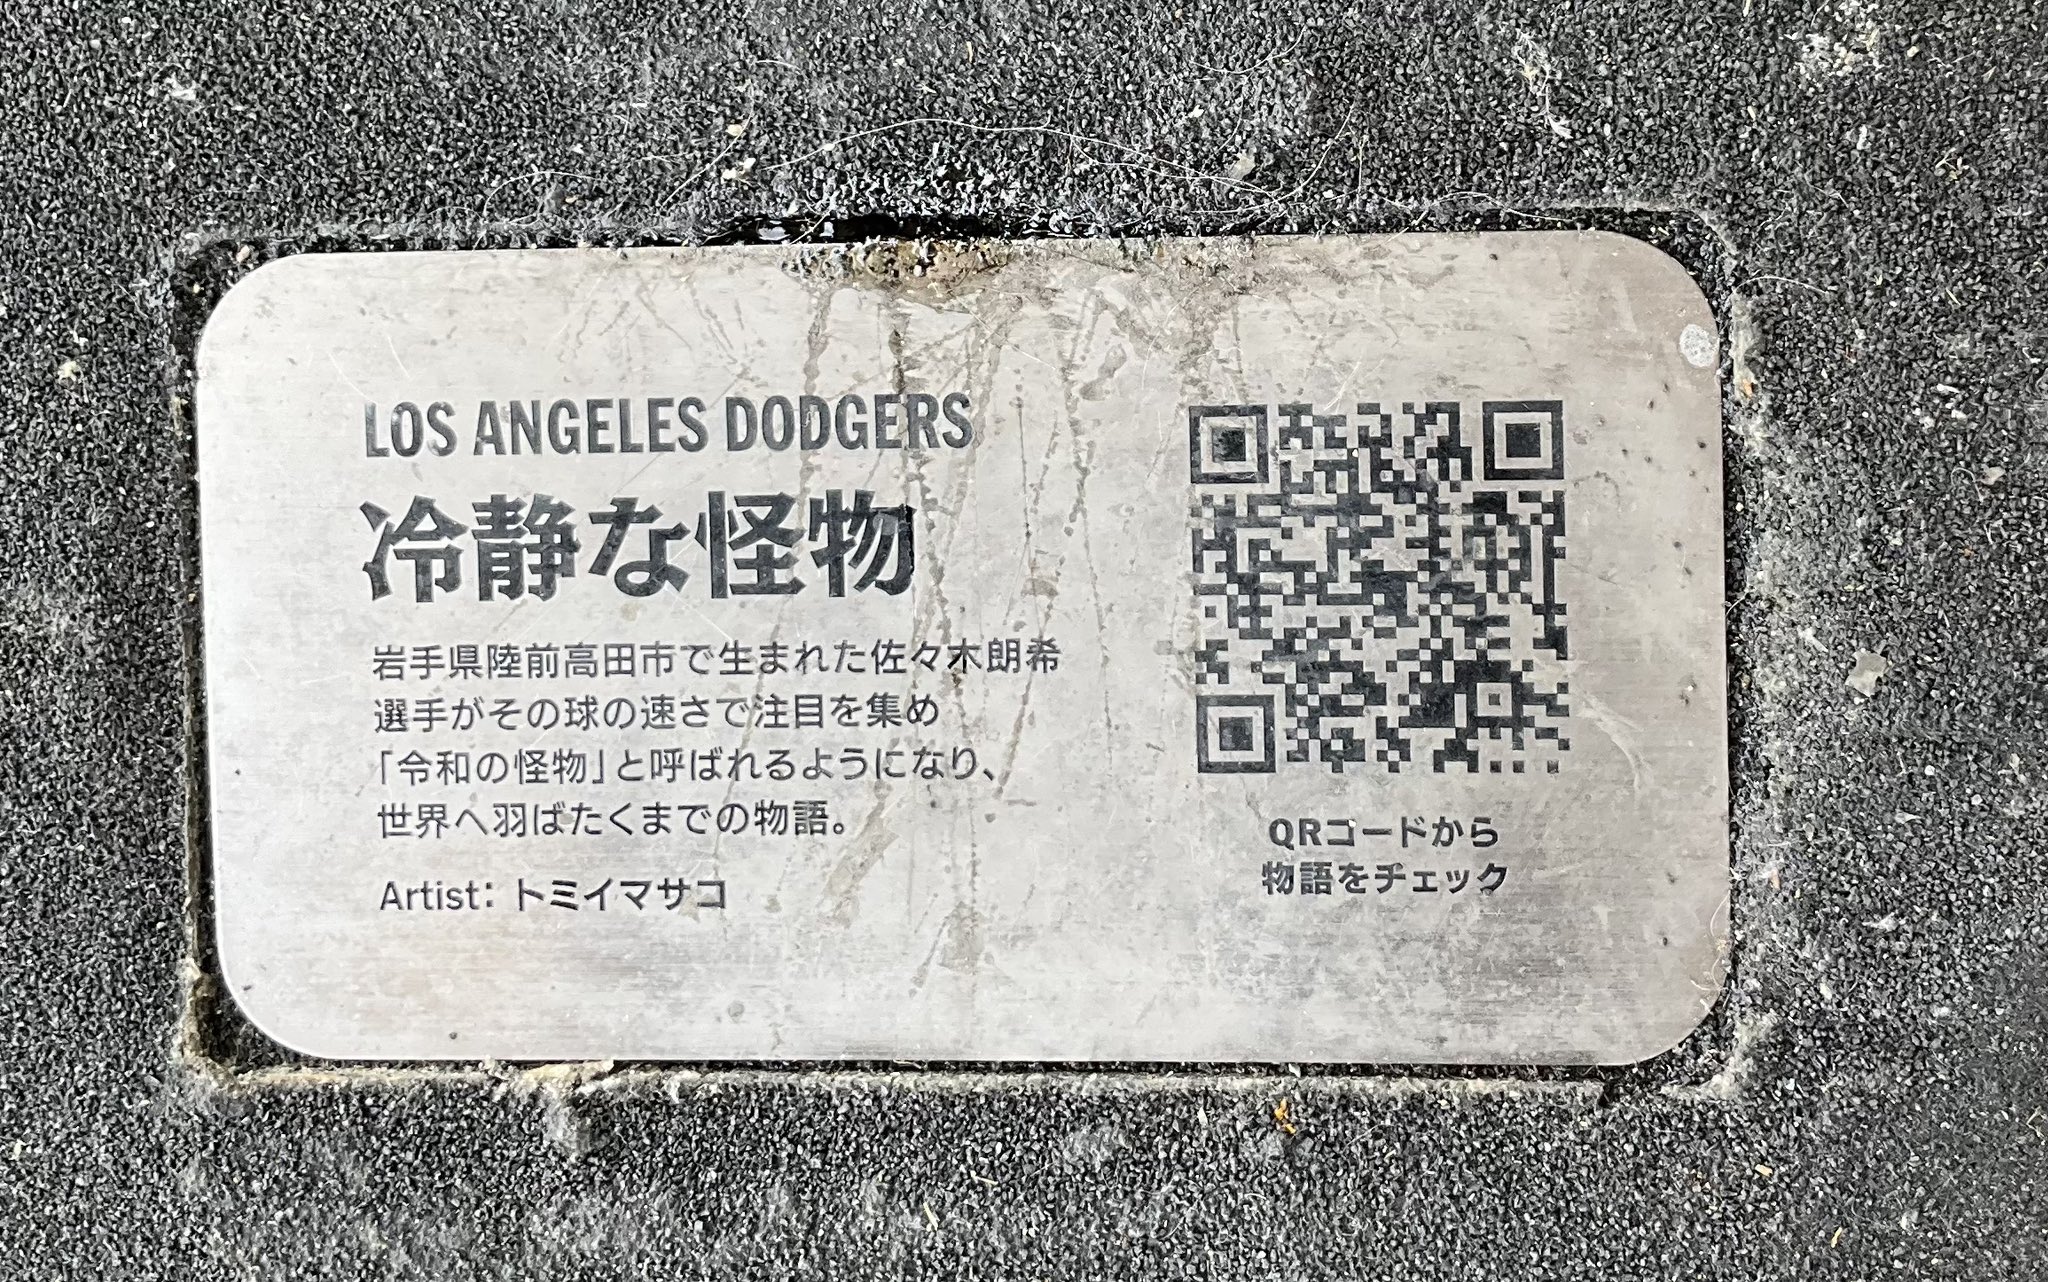 LOS ANGELES DODGERS
冷静な怪物
岩手県陸前高田市で生まれた佐々木朗希
選手がその球の速さで注目を集め
「令和の怪物」と呼ばれるようになり、
世界へ羽ばたくまでの物語。
Artist: トミイマサコ
QRコードから
物語をチェック